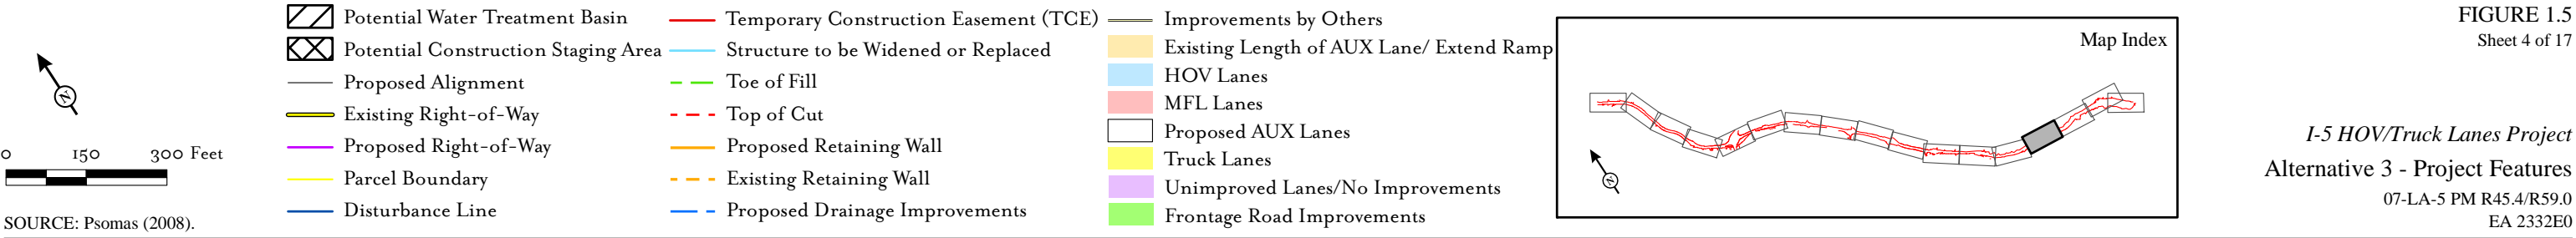 N
0 150 300 Feet
SOURCE: Psomas (2008).
Potential Water Treatment Basin
Potential Construction Staging Area
Proposed Alignment
Existing Right-of-Way
Proposed Right-of-Way
Parcel Boundary
Disturbance Line
Temporary Construction Easement (TCE)
Structure to be Widened or Replaced
Toe of Fill
Top of Cut
Proposed Retaining Wall
Existing Retaining Wall
Proposed Drainage Improvements
Improvements by Others
Existing Length of AUX Lane/ Extend Ramp
HOV Lanes
MFL Lanes
Proposed AUX Lanes
Truck Lanes
Unimproved Lanes/No Improvements
Frontage Road Improvements
Map Index
N
FIGURE 1.5
Sheet 4 of 17
I-5 HOV/Truck Lanes Project
Alternative 3 - Project Features
07-LA-5 PM R45.4/R59.0
EA 2332E0